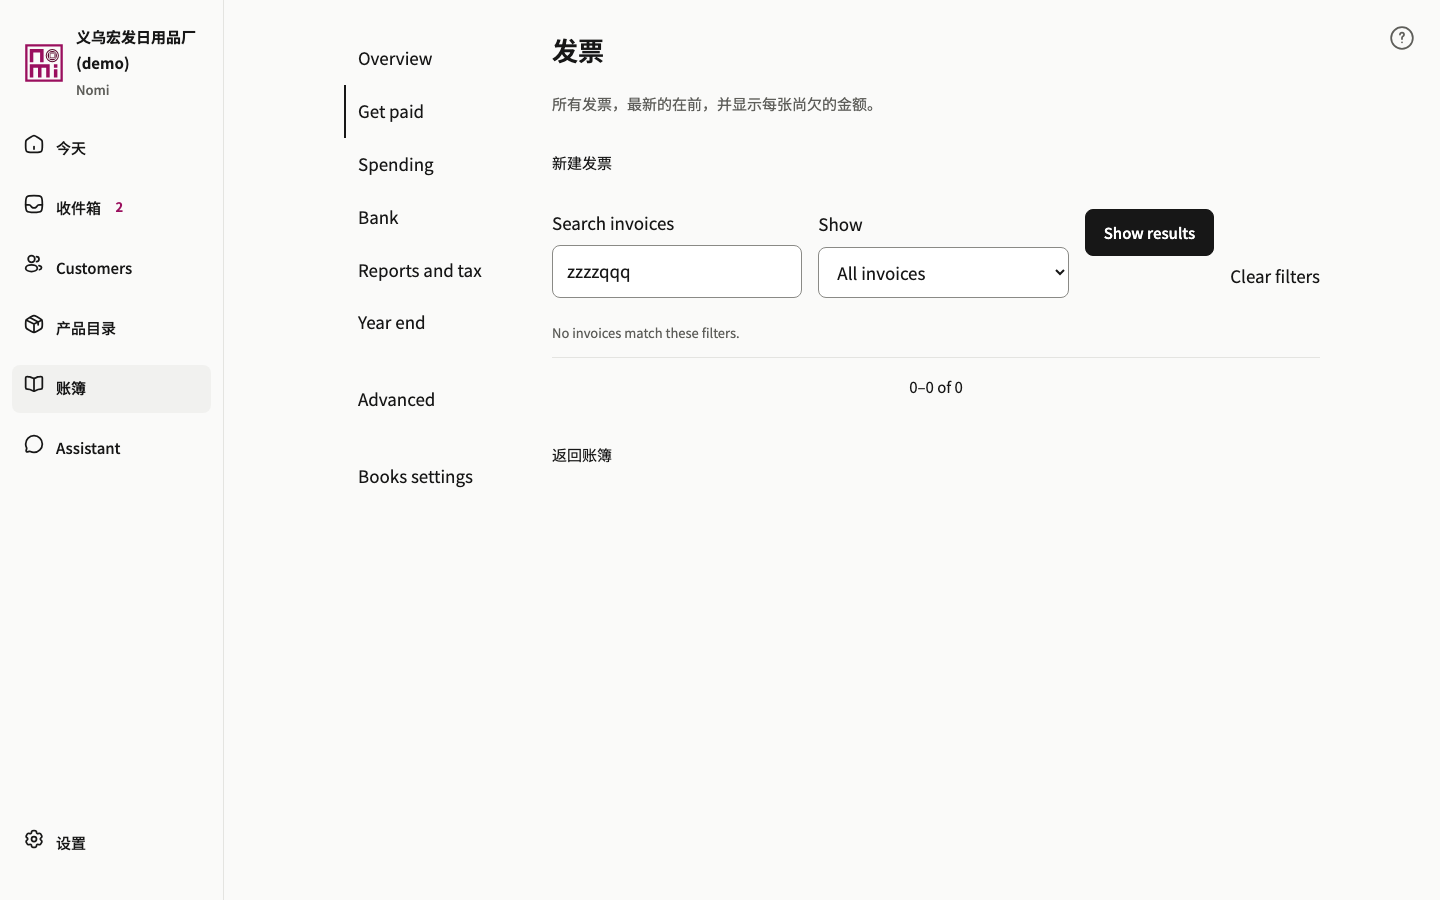 义乌宏发日用品厂
(demo)
Nomi
今天
收件箱 2
Customers
产品目录
账簿
Assistant
设置
Overview
Get paid
Spending
Bank
Reports and tax
Year end
Advanced
Books settings
发票
所有发票，最新的在前，并显示每张尚欠的金额。
新建发票
Search invoices
zzzzqqq
Show
All invoices
Show results
Clear filters
No invoices match these filters.
0–0 of 0
返回账簿